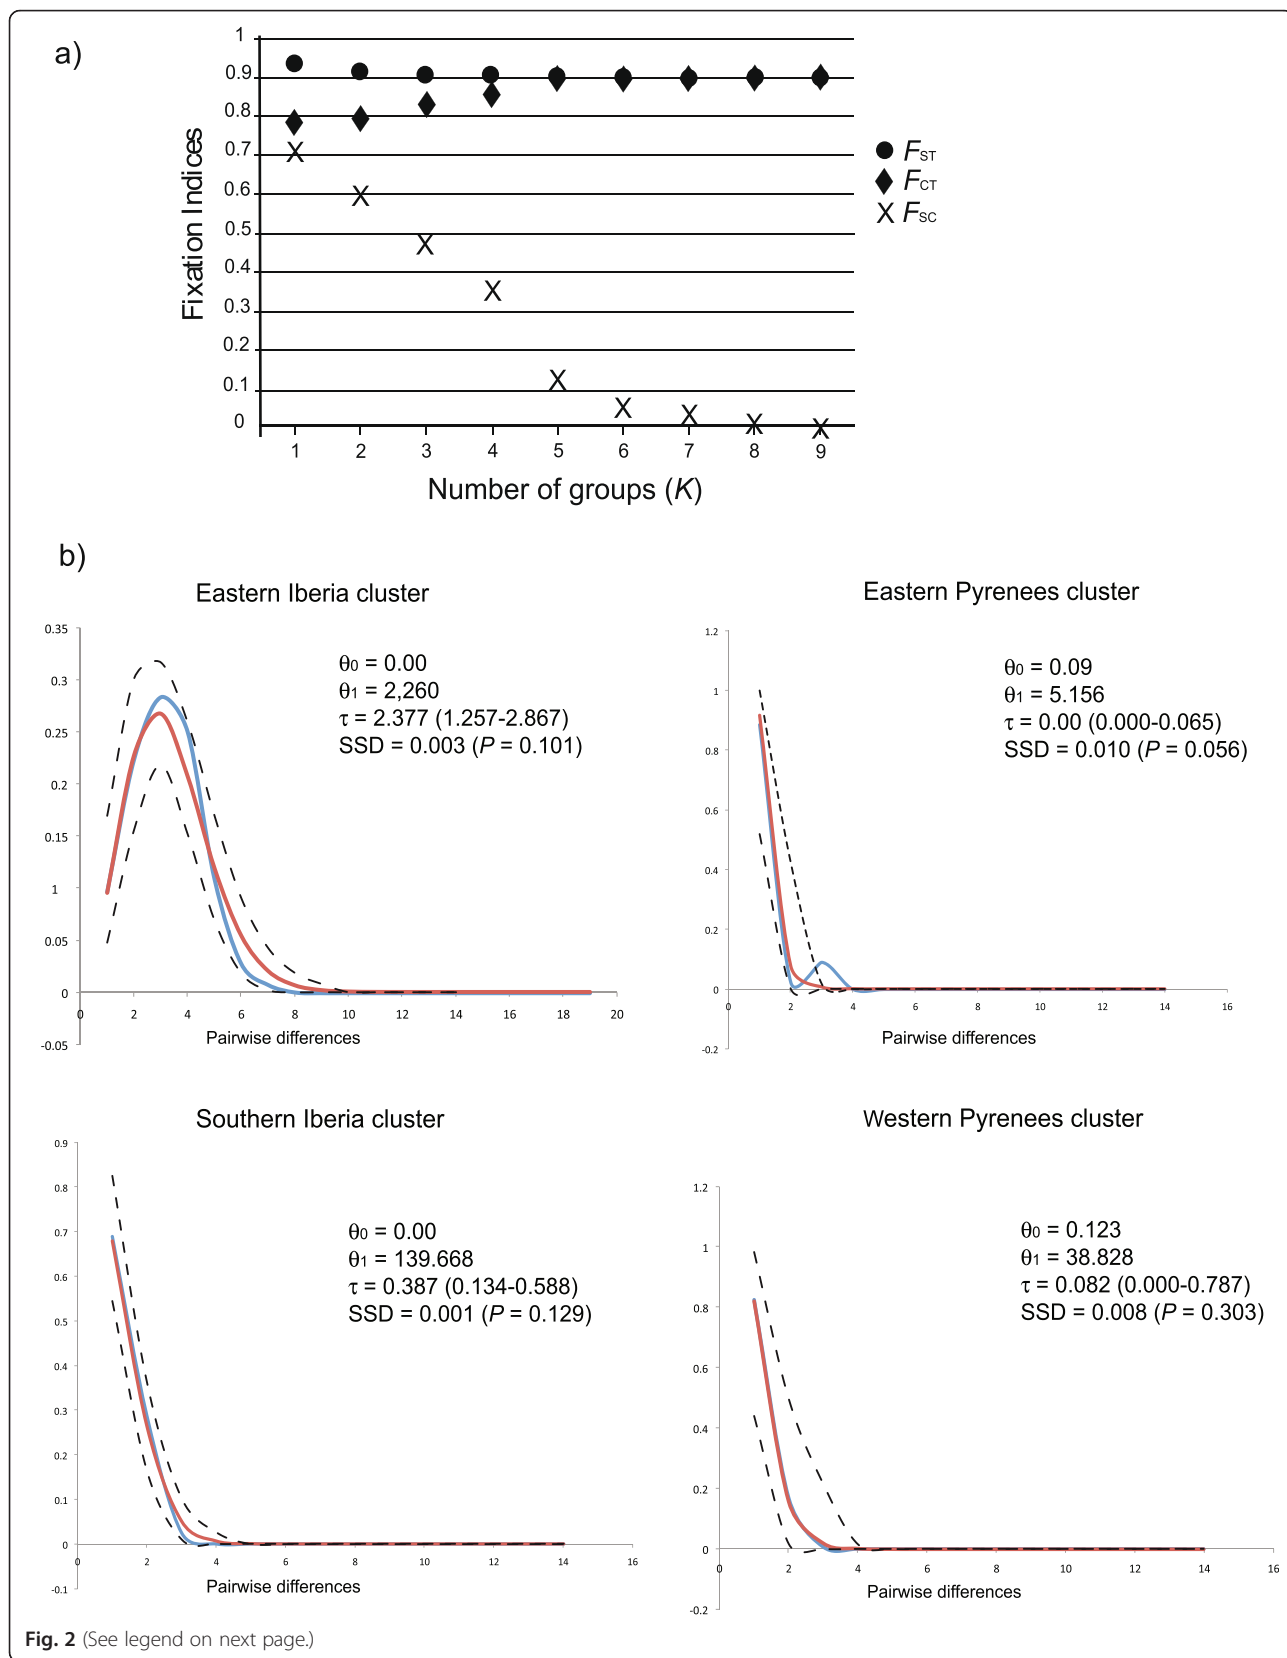 a)
1
0.9
0.8
0.7
0.6
0.5
0.4
0.3
0.2
0.1
0
Fixation Indices
FST
FCT
FSC
1 2 3 4 5 6 7 8 9
Number of groups (K)
b)
Eastern Iberia cluster
0.35
0.3
0.25
0.2
0.15
1
0.05
0
-0.05
0 2 4 6 8 10 12 14 16 18 20
Pairwise differences
θ0 = 0.00
θ1 = 2,260
τ = 2.377 (1.257-2.867)
SSD = 0.003 (P = 0.101)
Eastern Pyrenees cluster
1.2
1
0.8
0.6
0.4
0.2
0
-0.2
0 2 4 6 8 10 12 14 16
Pairwise differences
θ0 = 0.09
θ1 = 5.156
τ = 0.00 (0.000-0.065)
SSD = 0.010 (P = 0.056)
Southern Iberia cluster
0.9
0.8
0.7
0.6
0.5
0.4
0.3
0.2
0.1
0
-0.1
0 2 4 6 8 10 12 14 16
Pairwise differences
θ0 = 0.00
θ1 = 139.668
τ = 0.387 (0.134-0.588)
SSD = 0.001 (P = 0.129)
Western Pyrenees cluster
1.2
1
0.8
0.6
0.4
0.2
0
-0.2
0 2 4 6 8 10 12 14 16
Pairwise differences
θ0 = 0.123
θ1 = 38.828
τ = 0.082 (0.000-0.787)
SSD = 0.008 (P = 0.303)
Fig. 2 (See legend on next page.)